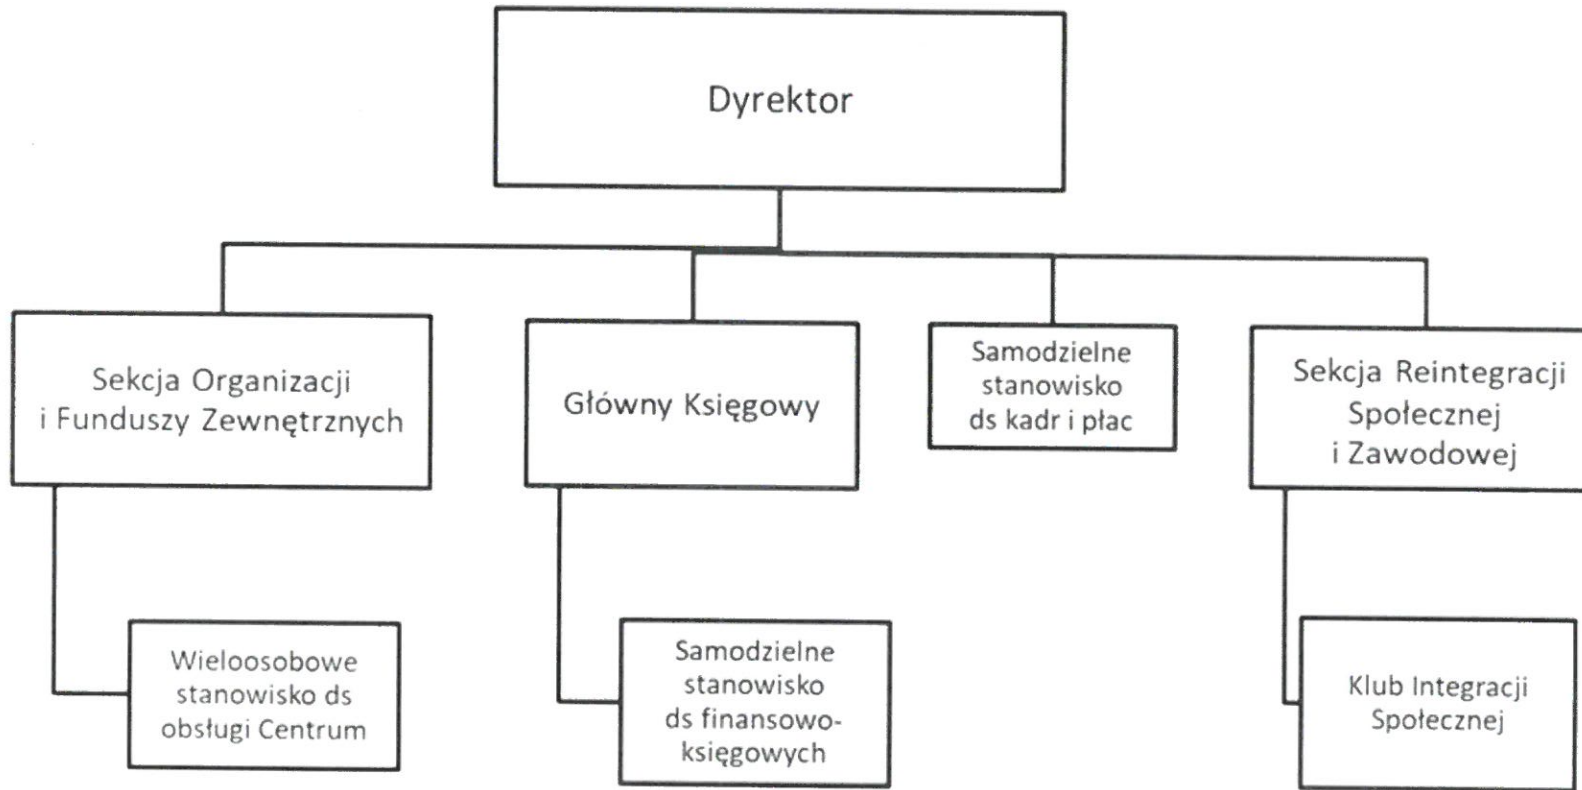 Dyrektor
Sekcja Organizacji
i Funduszy Zewnętrznych
Główny Księgowy
Samodzielne
stanowisko
ds kadr i płac
Sekcja Reintegracji
Społecznej
i Zawodowej
Wieloosobowe
stanowisko ds
obsługi Centrum
Samodzielne
stanowisko
ds finansowo-
księgowych
Klub Integracji
Społecznej